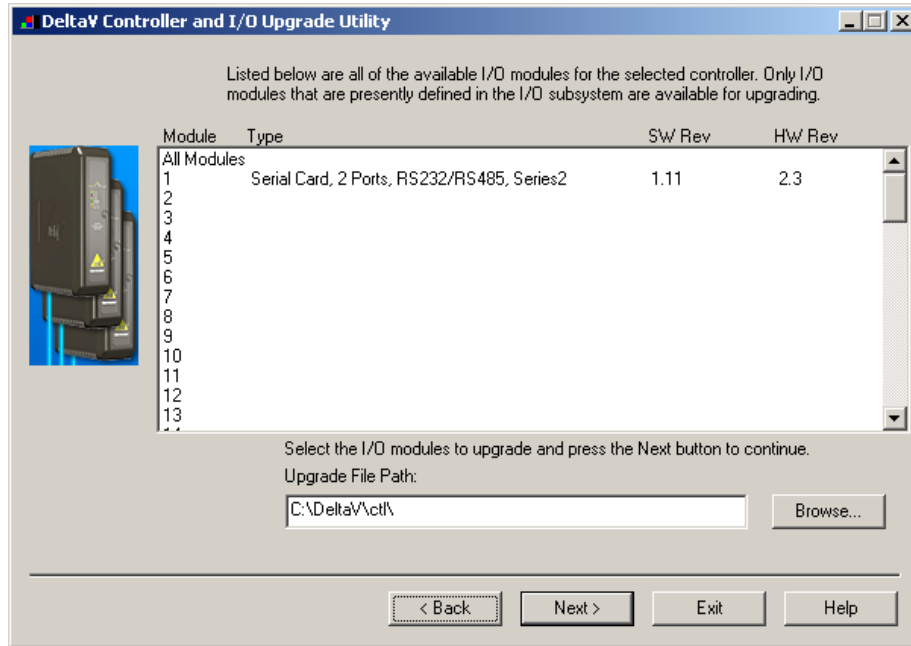 DeltaV Controller and I/O Upgrade Utility
Listed below are all of the available I/O modules for the selected controller. Only I/O
modules that are presently defined in the I/O subsystem are available for upgrading.
Module Type SW Rev HW Rev
All Modules
1 Serial Card, 2 Ports, RS232/RS485, Series2 1.11 2.3
2
3
4
5
6
7
8
9
10
11
12
13
Select the I/O modules to upgrade and press the Next button to continue.
Upgrade File Path:
C:\DeltaV\ctl\
Browse...
< Back Next > Exit Help